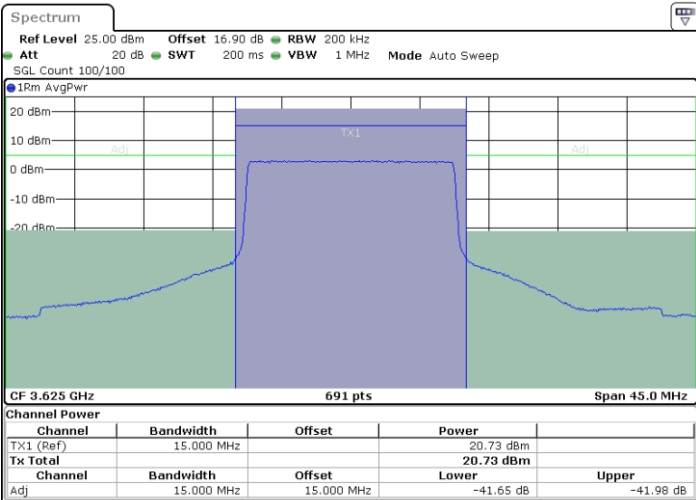 Spectrum
Ref Level 25.00 dBm Offset 16.90 dB RBW 200 kHz
Att 20 dB SWT 200 ms VBW 1 MHz Mode Auto Sweep
SGL Count 100/100
1Rm AvgPwr
20 dBm
TX1
10 dBm
Adj Adj
0 dBm
-10 dBm
-20 dBm
CF 3.625 GHz 691 pts Span 45.0 MHz
Channel Power
Channel Bandwidth Offset Power
TX1 (Ref) 15.000 MHz 20.73 dBm
Tx Total 20.73 dBm
Channel Bandwidth Offset Lower Upper
Adj 15.000 MHz 15.000 MHz -41.65 dB -41.98 dB